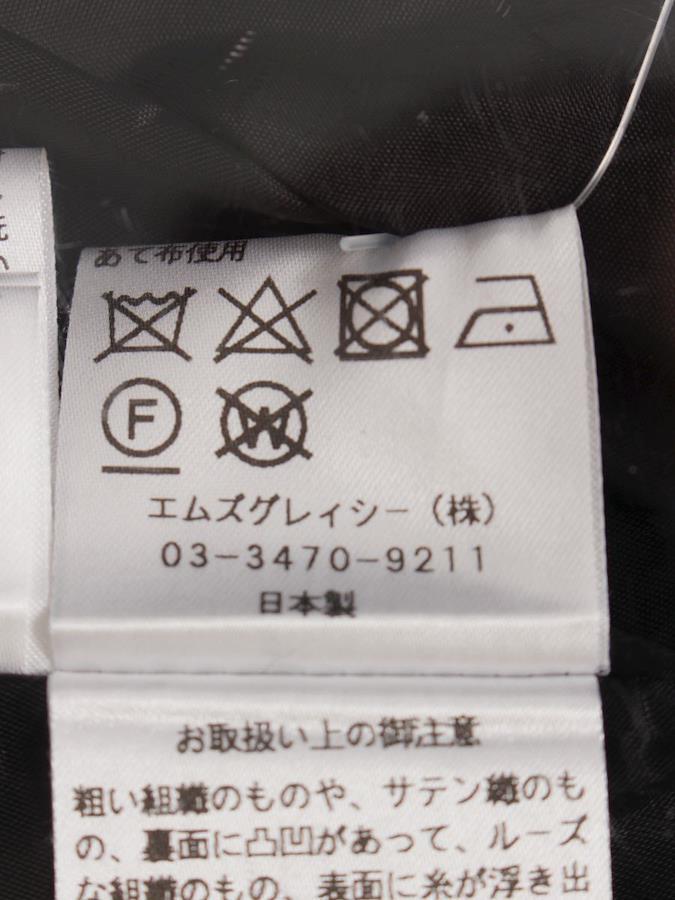 あて布使用
F
W
エムズグレイシー(株)
03-3470-9211
日本製
お取扱い上の御注意
粗い組織のものや、サテン織のも
の、裏面に凸凹があって、ルーズ
な組織のもの、表面に糸が浮き出